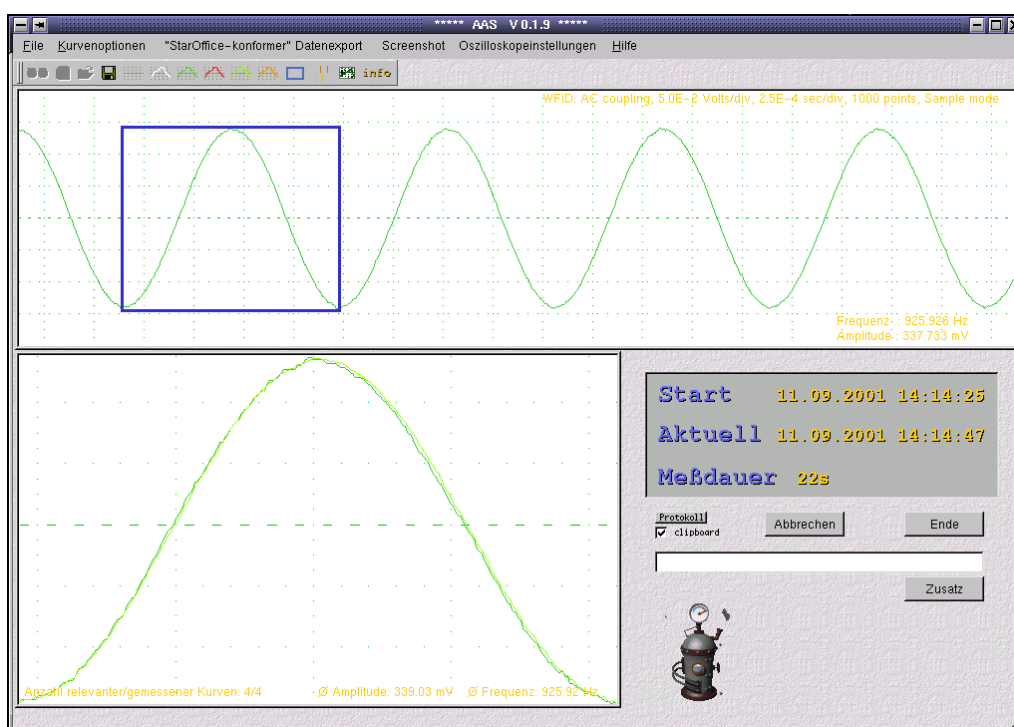 ***** AAS V 0.1.9 *****
File Kurvenoptionen "StarOffice-konformer" Datenexport Screenshot Oszilloskopeinstellungen Hilfe
info
WFID: AC coupling, 5.0E-2 Volts/div, 2.5E-4 sec/div, 1000 points, Sample mode
Frequenz : 925.926 Hz
Amplitude : 337.733 mV
Start 11.09.2001 14:14:25
Aktuell 11.09.2001 14:14:47
Meßdauer 22s
Protokoll
clipboard
Abbrechen
Ende
Zusatz
Anzahl relevanter/gemessener Kurven: 4/4 Ø Amplitude: 339.03 mV Ø Frequenz: 925.92 Hz